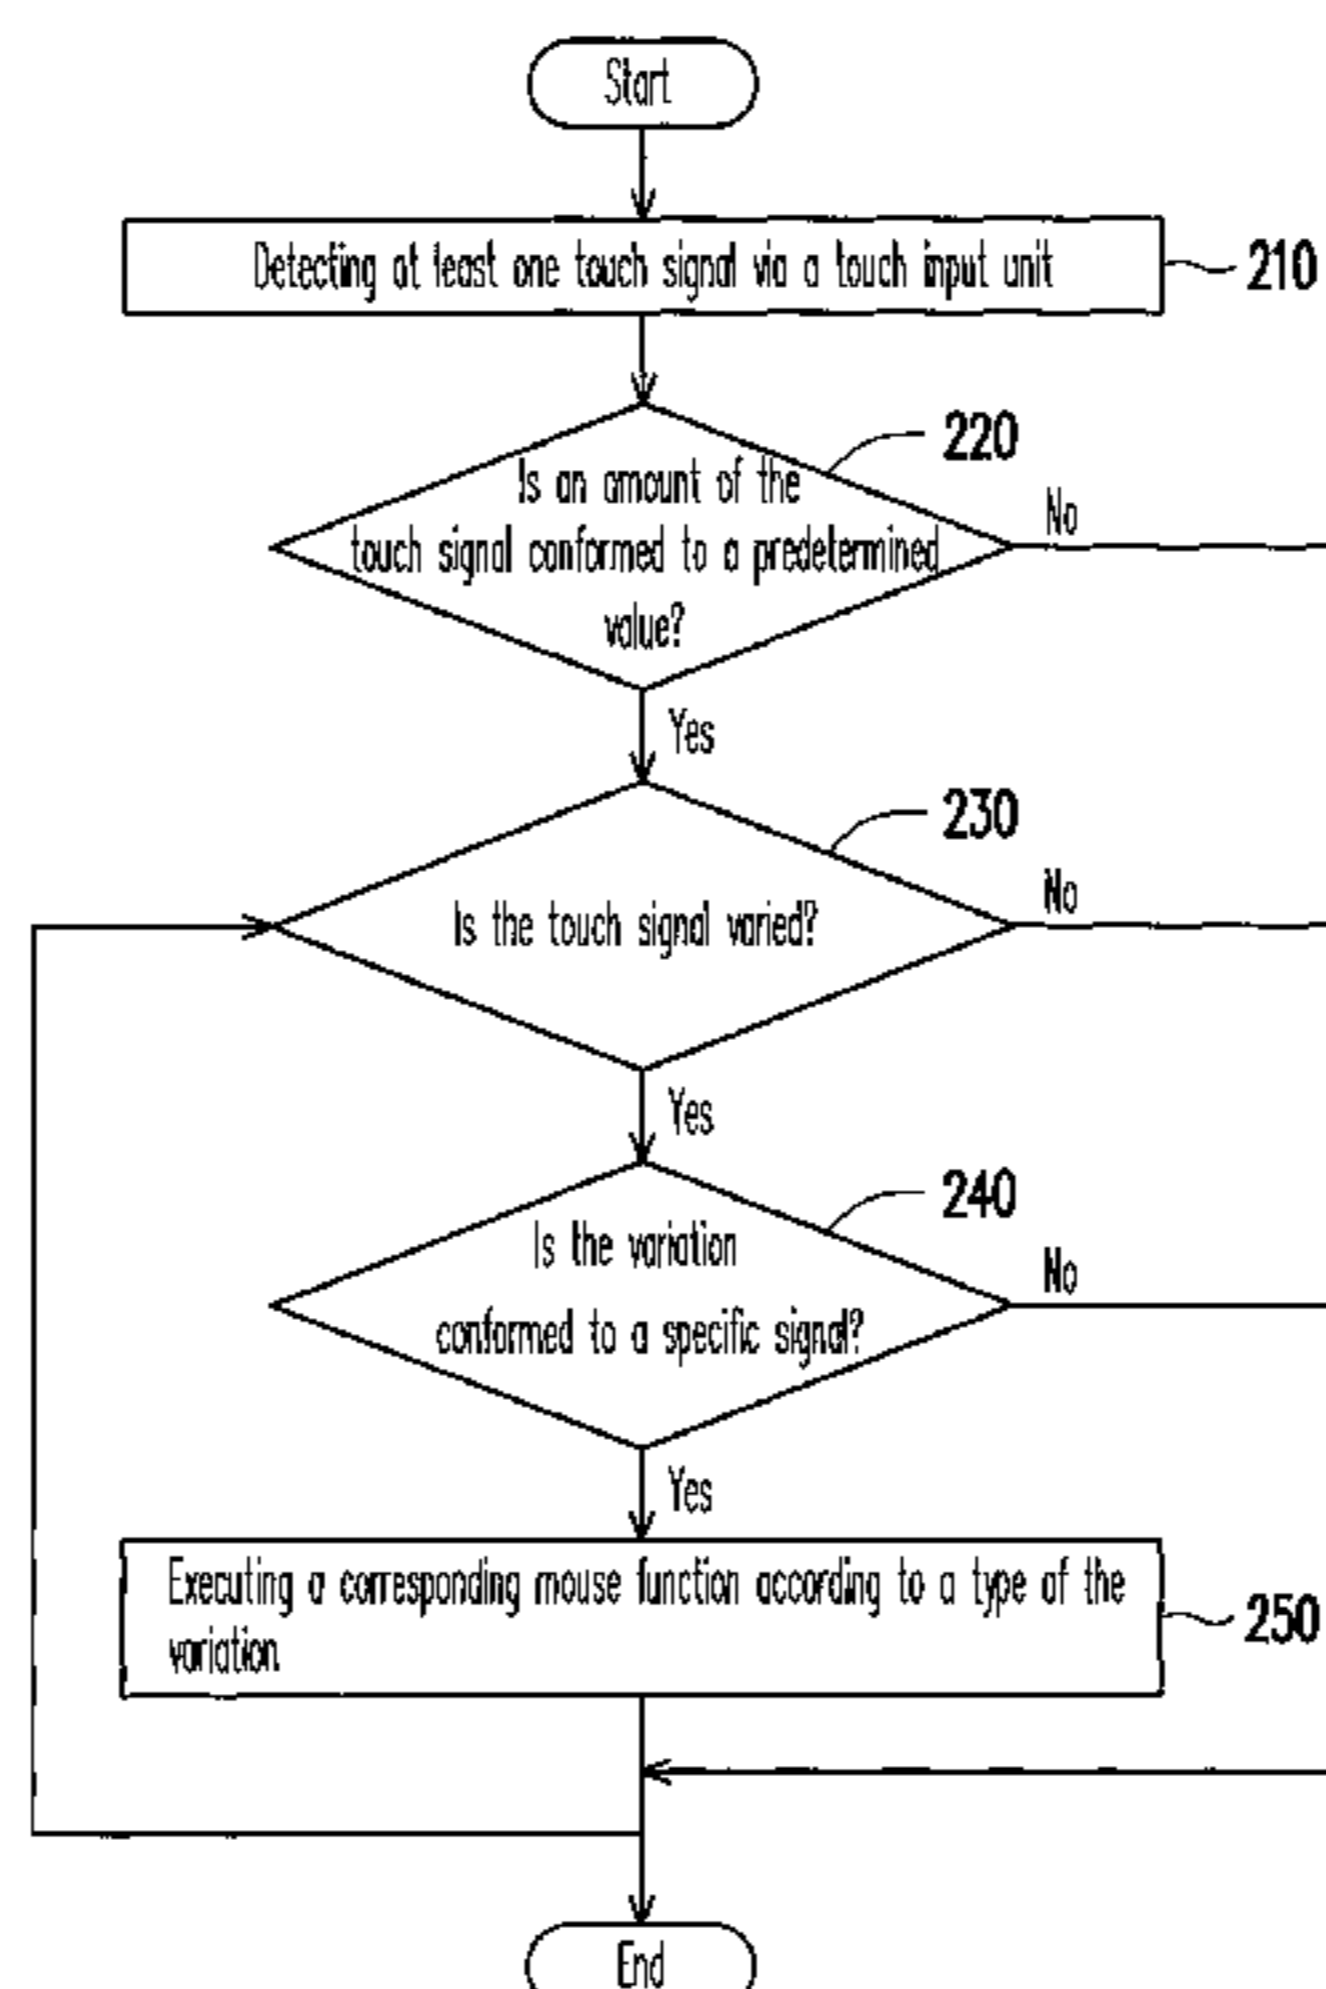 Start
Detecting at least one touch signal via a touch input unit
210
220
Is an amount of the
touch signal conformed to a predetermined
value?
No
Yes
230
Is the touch signal varied?
No
Yes
240
Is the variation
conformed to a specific signal?
No
Yes
Executing a corresponding mouse function according to a type of the
variation
250
End